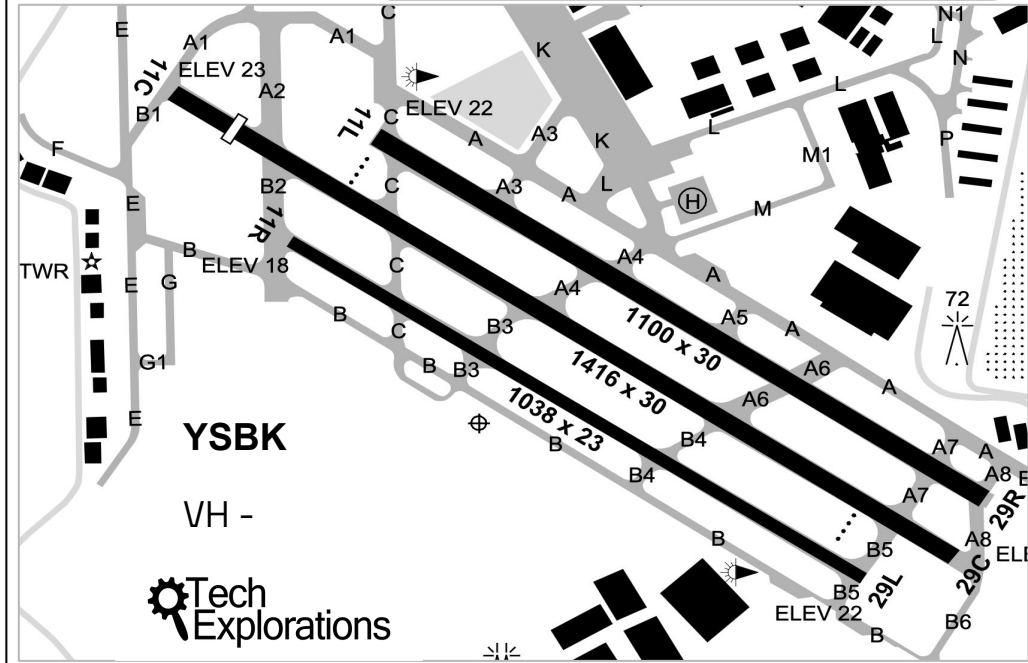 E
A1
A1
C
K
N1
L
N
11C
ELEV 23
A2
B1
ELEV 22
11L
C
A
A3
K
L
L
M1
P
F
E
B2
C
A3
A
L
H
M
11R
B
ELEV 18
TWR
E
G
C
A4
A4
A
72
B
C
B3
A5
A
1100 x 30
G1
B
B3
1416 x 30
A6
A6
A
1038 x 23
E
YSBK
B
B4
B4
A7
A
A8
E
A7
29R
VH -
B
B5
A8
ELE
29C
B5
29L
ELEV 22
B
B6
Tech
Explorations